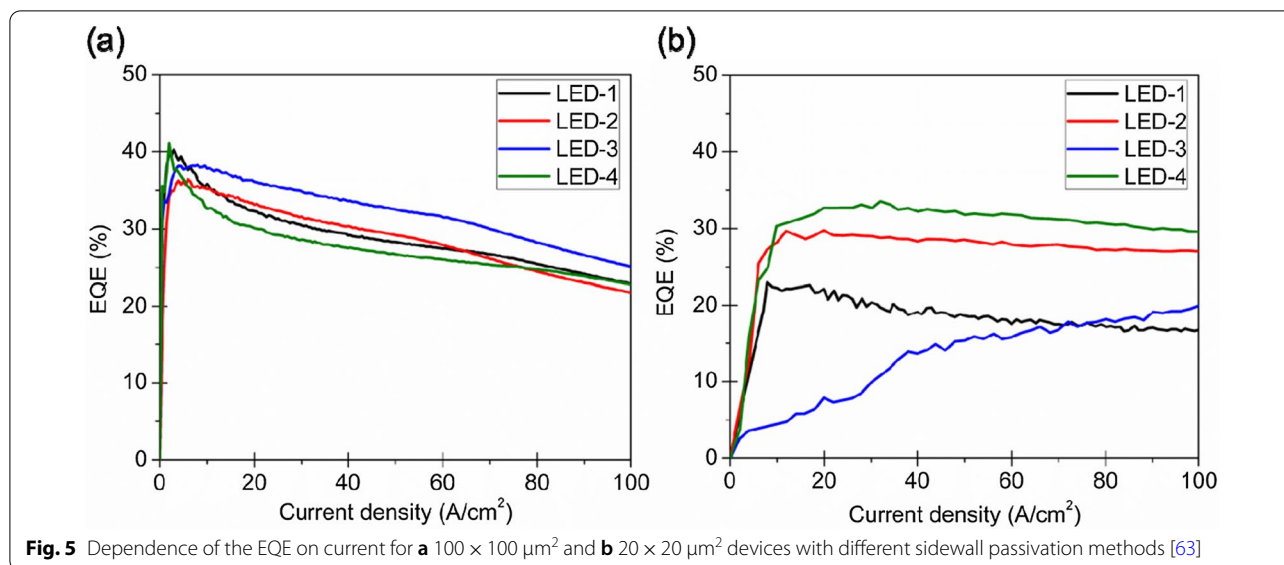 (a)
50
40
30
20
10
0
EQE (%)
LED-1
LED-2
LED-3
LED-4
0 20 40 60 80 100
Current density (A/cm²)
(b)
50
40
30
20
10
0
EQE (%)
LED-1
LED-2
LED-3
LED-4
0 20 40 60 80 100
Current density (A/cm²)
Fig. 5 Dependence of the EQE on current for a 100 × 100 μm² and b 20 × 20 μm² devices with different sidewall passivation methods [63]